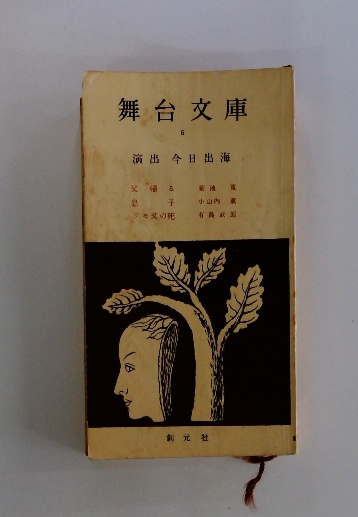 舞台文庫
6
演出 今日出海
父帰る 菊池寛
息子 小山内薫
ドモ又の死 有島武郎
創元社